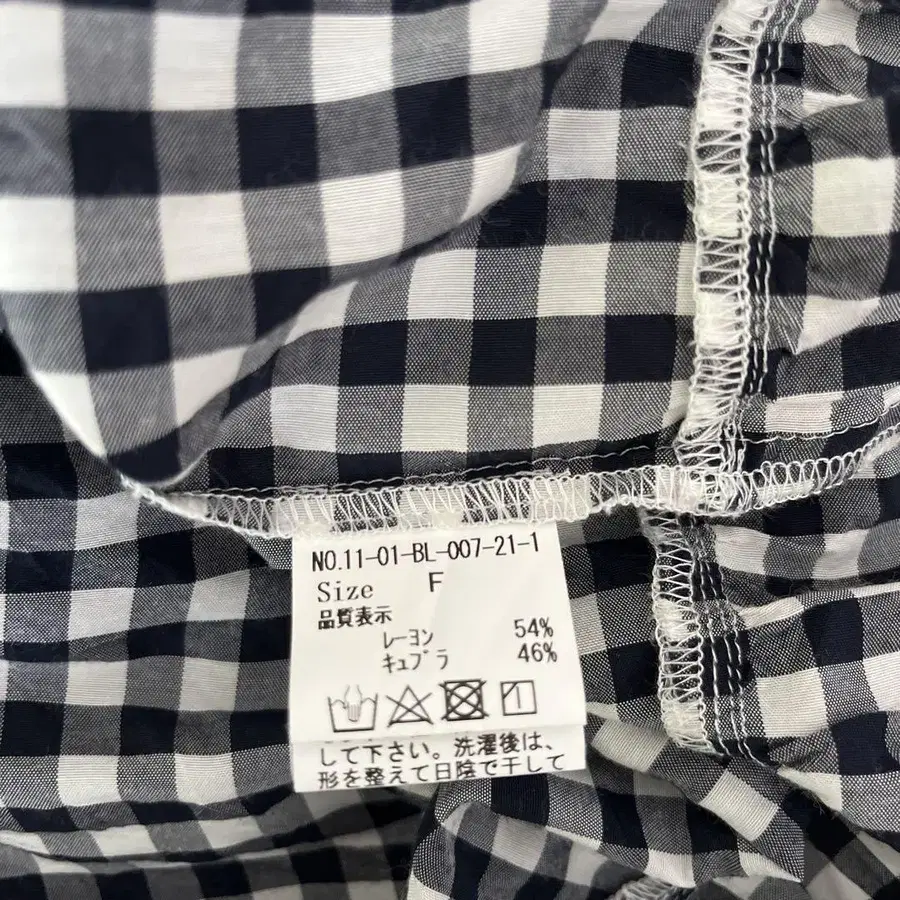 NO.11-01-BL-007-21-1
Size F
品質表示
レーヨン 54%
キュプラ 46%
して下さい。洗濯後は、
形を整えて日陰で干して